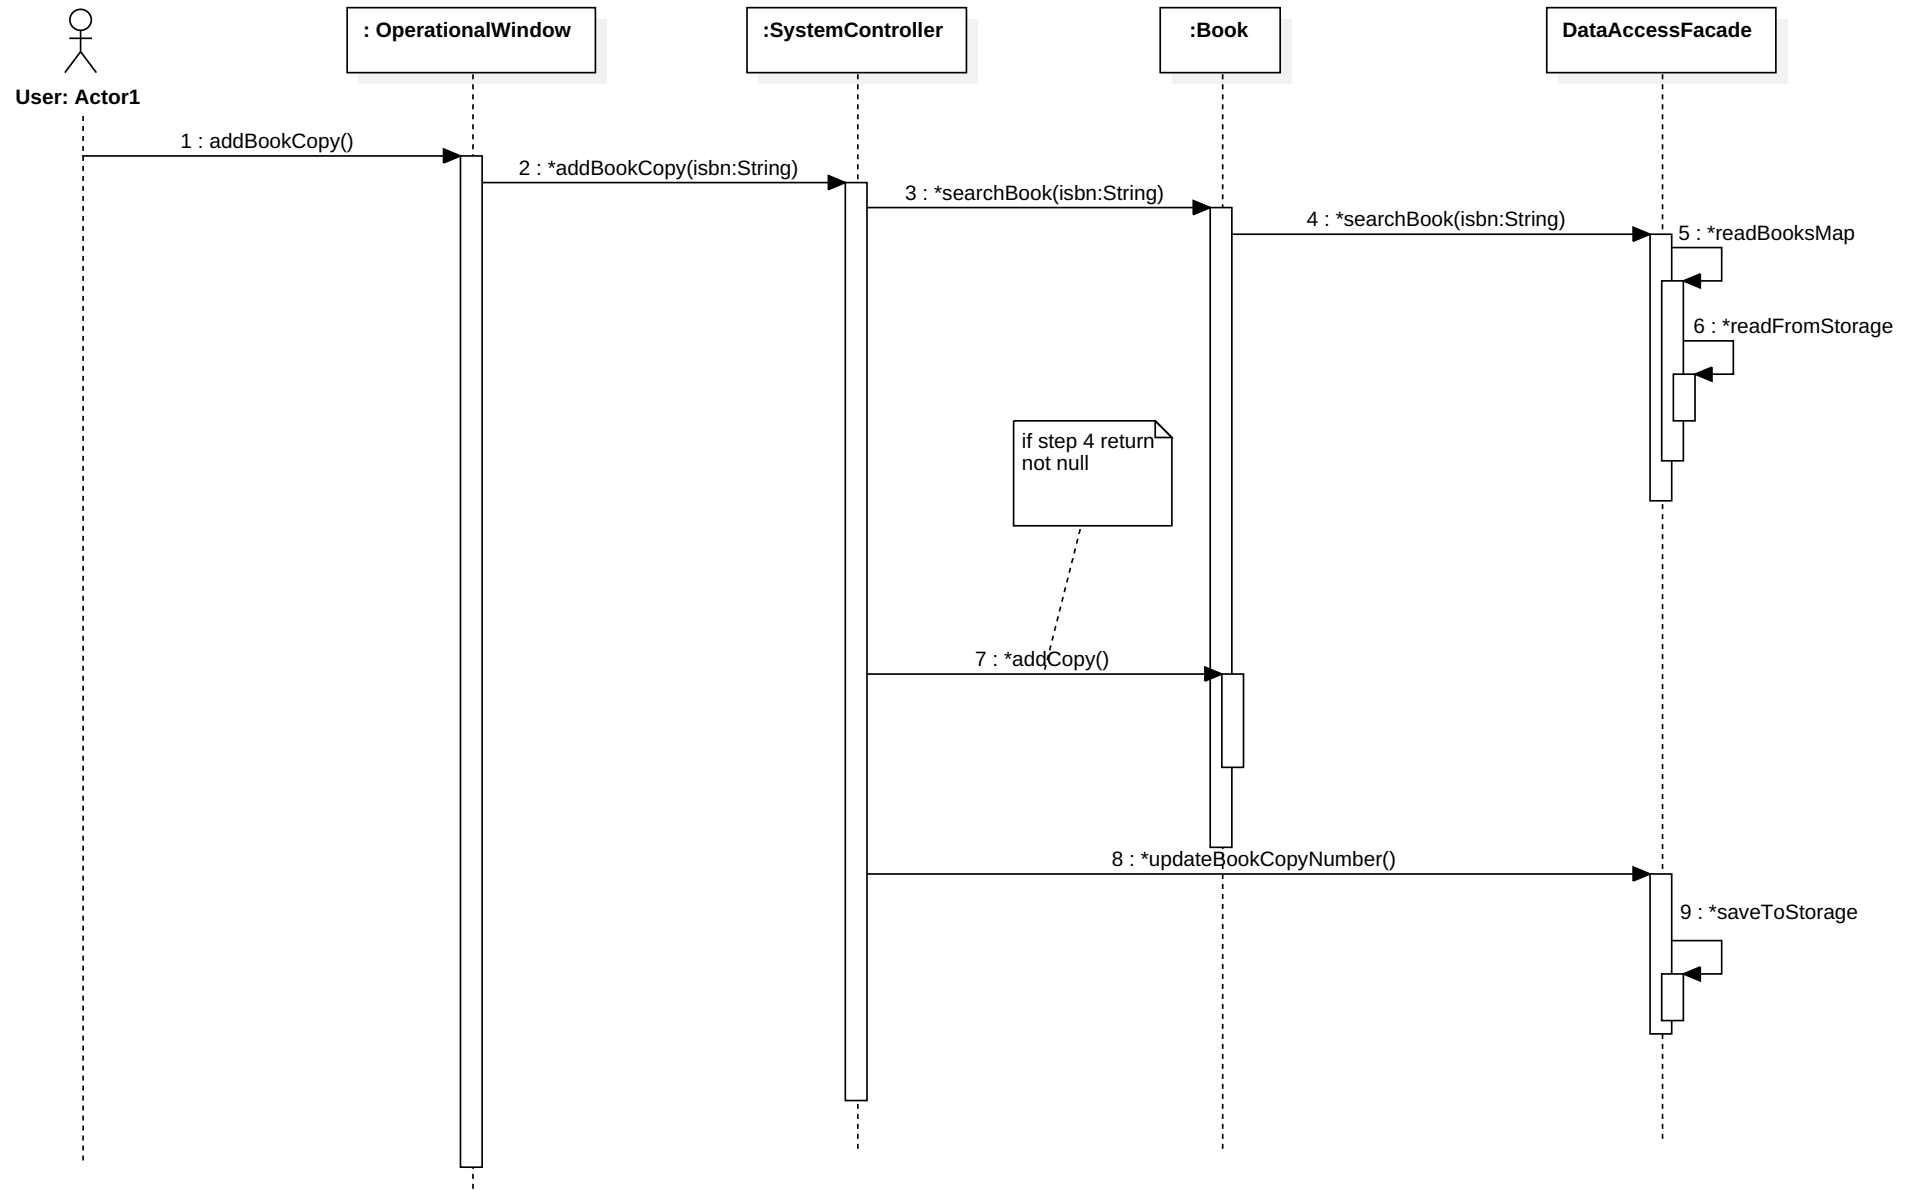 : OperationalWindow
:SystemController
:Book
DataAccessFacade
User: Actor1
1 : addBookCopy()
2 : *addBookCopy(isbn:String)
3 : *searchBook(isbn:String)
4 : *searchBook(isbn:String)
5 : *readBooksMap
6 : *readFromStorage
if step 4 return
not null
7 : *addCopy()
8 : *updateBookCopyNumber()
9 : *saveToStorage